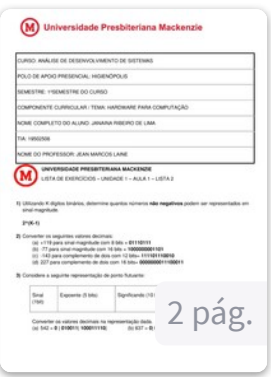 Universidade Presbiteriana Mackenzie
CURSO: ANÁLISE DE DESENVOLVIMENTO DE SISTEMAS
POLO DE APOIO PRESENCIAL: HIGIENÓPOLIS
SEMESTRE: 1ºSEMESTRE DO CURSO
COMPONENTE CURRICULAR / TEMA: HARDWARE PARA COMPUTAÇÃO
NOME COMPLETO DO ALUNO: JANAINA RIBEIRO DE LIMA
TIA:
NOME DO PROFESSOR: JEAN MARCOS LAINE
UNIVERSIDADE PRESBITERIANA MACKENZIE
LISTA DE EXERCÍCIOS – UNIDADE 1 – AULA 1 – LISTA 2
1) Utilizando K dígitos binários, determine quantos números não negativos podem ser representados em
sinal-magnitude.
2^(K-1)
2) Converter os seguintes valores decimais:
(a) +118 para sinal-magnitude com 8 bits = 01110111
(b) -77 para sinal-magnitude com 16 bits =
(c) -143 para complemento de dois com 12 bits= 111101110010
(d) 227 para complemento de dois com 16 bits= 0000000011100011
3) Considere a seguinte representação de ponto flutuante:
Sinal Expoente (5 bits) Significando (10
(1bit)
Converter os valores decimais na representação dada:
(a) 542 = 0 | 010011| 100011110| (b) 637 = 0|
2 pág.